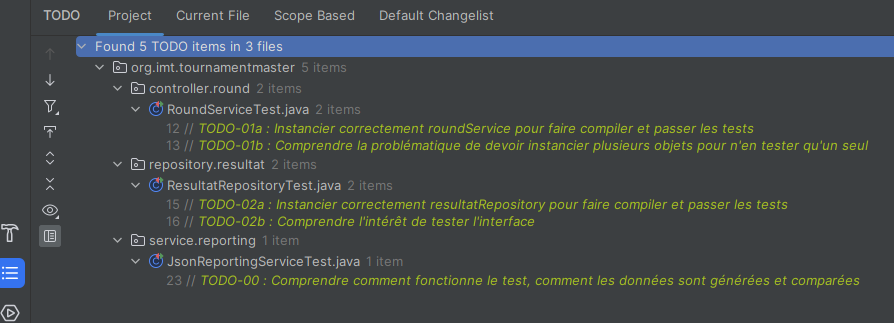 TODO Project Current File Scope Based Default Changelist
Found 5 TODO items in 3 files
org.imt.tournamentmaster 5 items
controller.round 2 items
RoundServiceTest.java 2 items
12 // TODO-01a : Instancier correctement roundService pour faire compiler et passer les tests
13 // TODO-01b : Comprendre la problématique de devoir instancier plusieurs objets pour n'en tester qu'un seul
repository.resultat 2 items
ResultatRepositoryTest.java 2 items
15 // TODO-02a : Instancier correctement resultatRepository pour faire compiler et passer les tests
16 // TODO-02b : Comprendre l'intérêt de tester l'interface
service.reporting 1 item
JsonReportingServiceTest.java 1 item
23 // TODO-00 : Comprendre comment fonctionne le test, comment les données sont générées et comparées